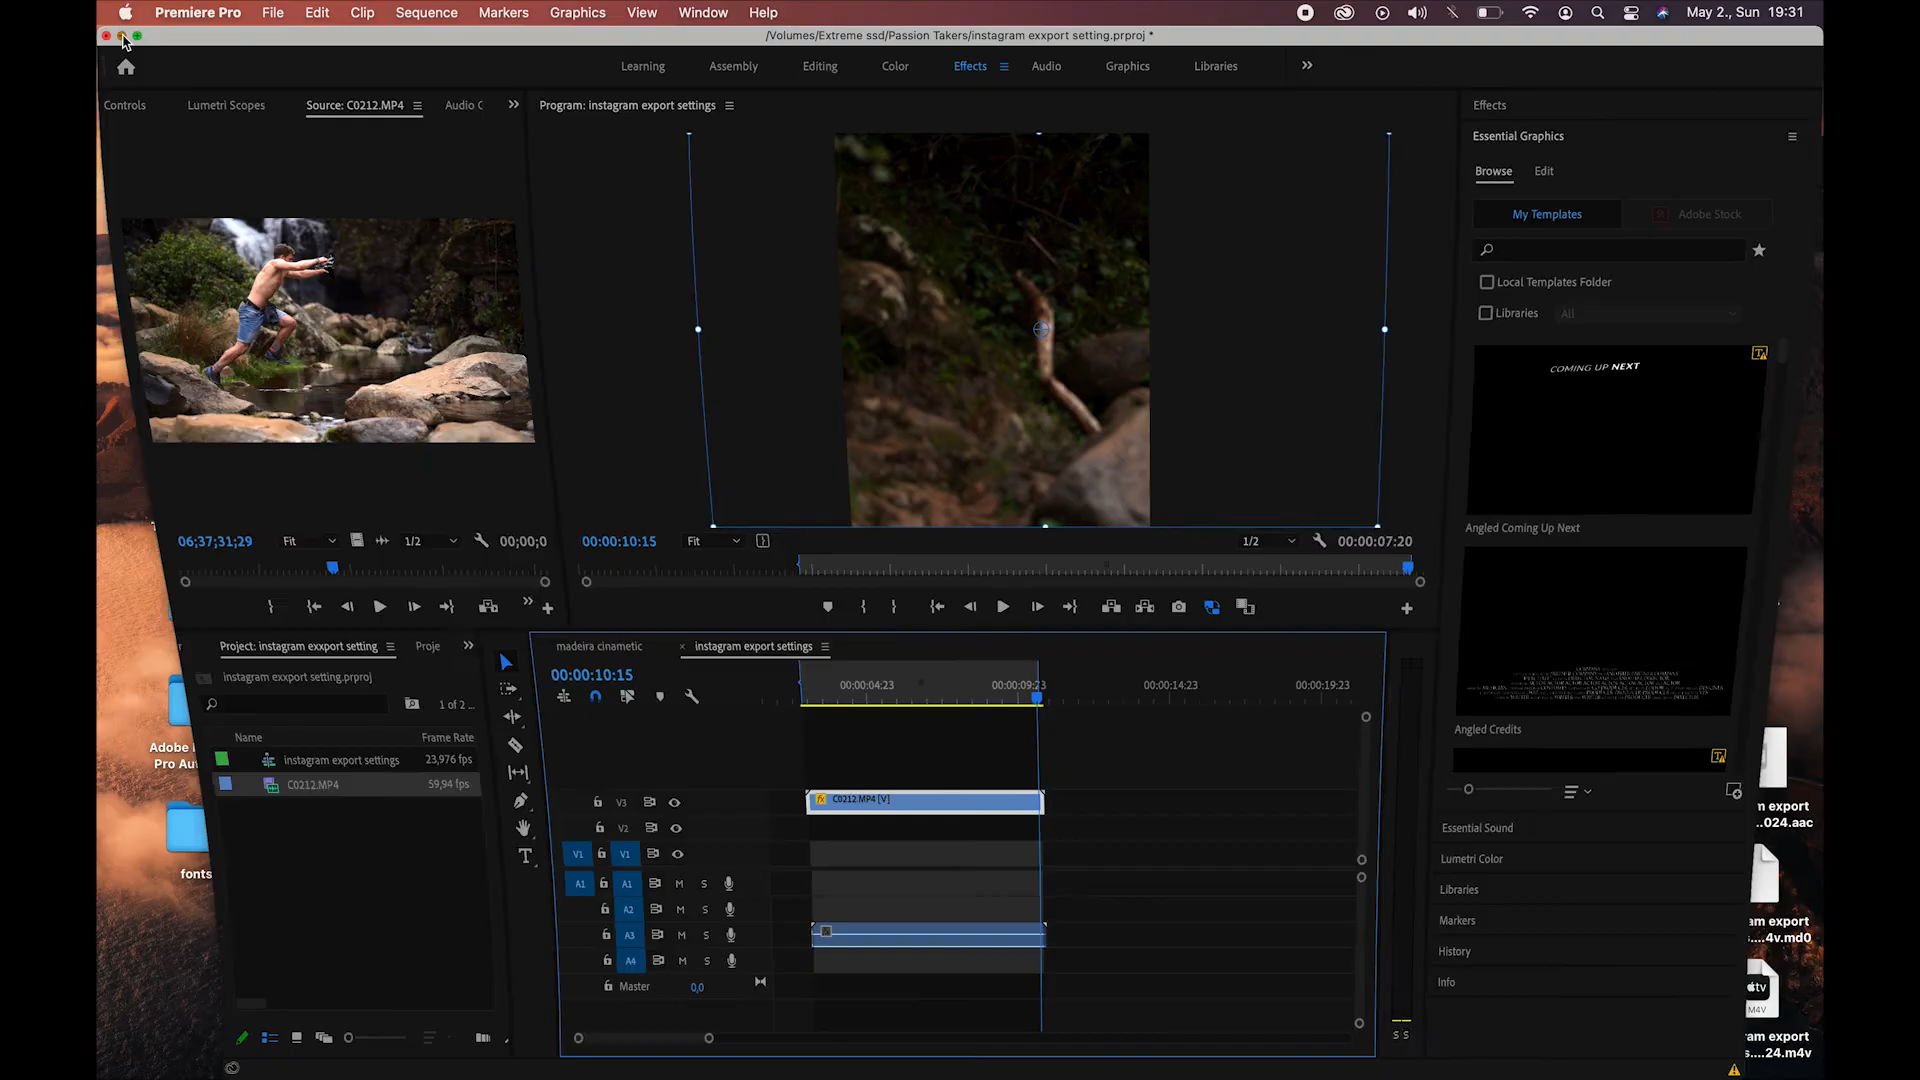 Premiere Pro File Edit Clip Sequence Markers Graphics View Window Help May 2., Sun 19:31
/Volumes/Extreme ssd/Passion Takers/instagram exxport setting.prproj *
Learning Assembly Editing Color Effects Audio Graphics Libraries
Controls Lumetri Scopes Source: C0212.MP4 Audio C
Program: instagram export settings
Effects
Essential Graphics
Browse Edit
My Templates Adobe Stock
Local Templates Folder
Libraries All
COMING UP NEXT
Angled Coming Up Next
Angled Credits
06;37;31;29 Fit 1/2 00;00;0
00:00:10:15 Fit 1/2 00:00:07:20
Project: instagram exxport setting Proje
instagram exxport setting.prproj
1 of 2 ...
Name Frame Rate
instagram export settings 23,976 fps
C0212.MP4 59,94 fps
madeira cinametic instagram export settings
00:00:10:15
00:00:04:23 00:00:09:23 00:00:14:23 00:00:19:23
V3 C0212.MP4 [V]
V2
V1 V1
A1 A1 M S
A2 M S
A3 M S
A4 M S
Master 0,0
S S
Essential Sound
Lumetri Color
Libraries
Markers
History
Info
Adobe
Pro Au
fonts
am export
...024.aac
am export
....4v.md0
tv
M4V
am export
s....24.m4v